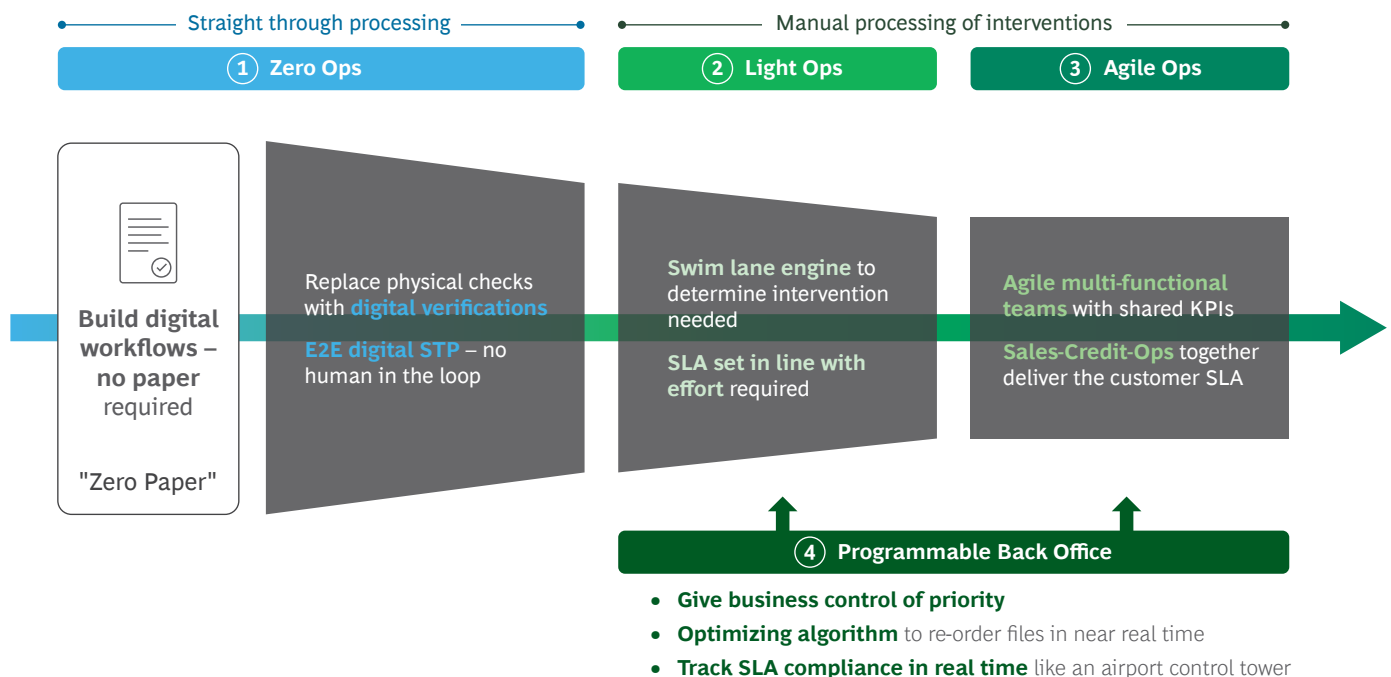 Straight through processing
Manual processing of interventions
1 Zero Ops
2 Light Ops
3 Agile Ops
Build digital
workflows –
no paper
required
"Zero Paper"
Replace physical checks
with digital verifications
E2E digital STP – no
human in the loop
Swim lane engine to
determine intervention
needed
SLA set in line with
effort required
Agile multi-functional
teams with shared KPIs
Sales-Credit-Ops together
deliver the customer SLA
4 Programmable Back Office
• Give business control of priority
• Optimizing algorithm to re-order files in near real time
• Track SLA compliance in real time like an airport control tower